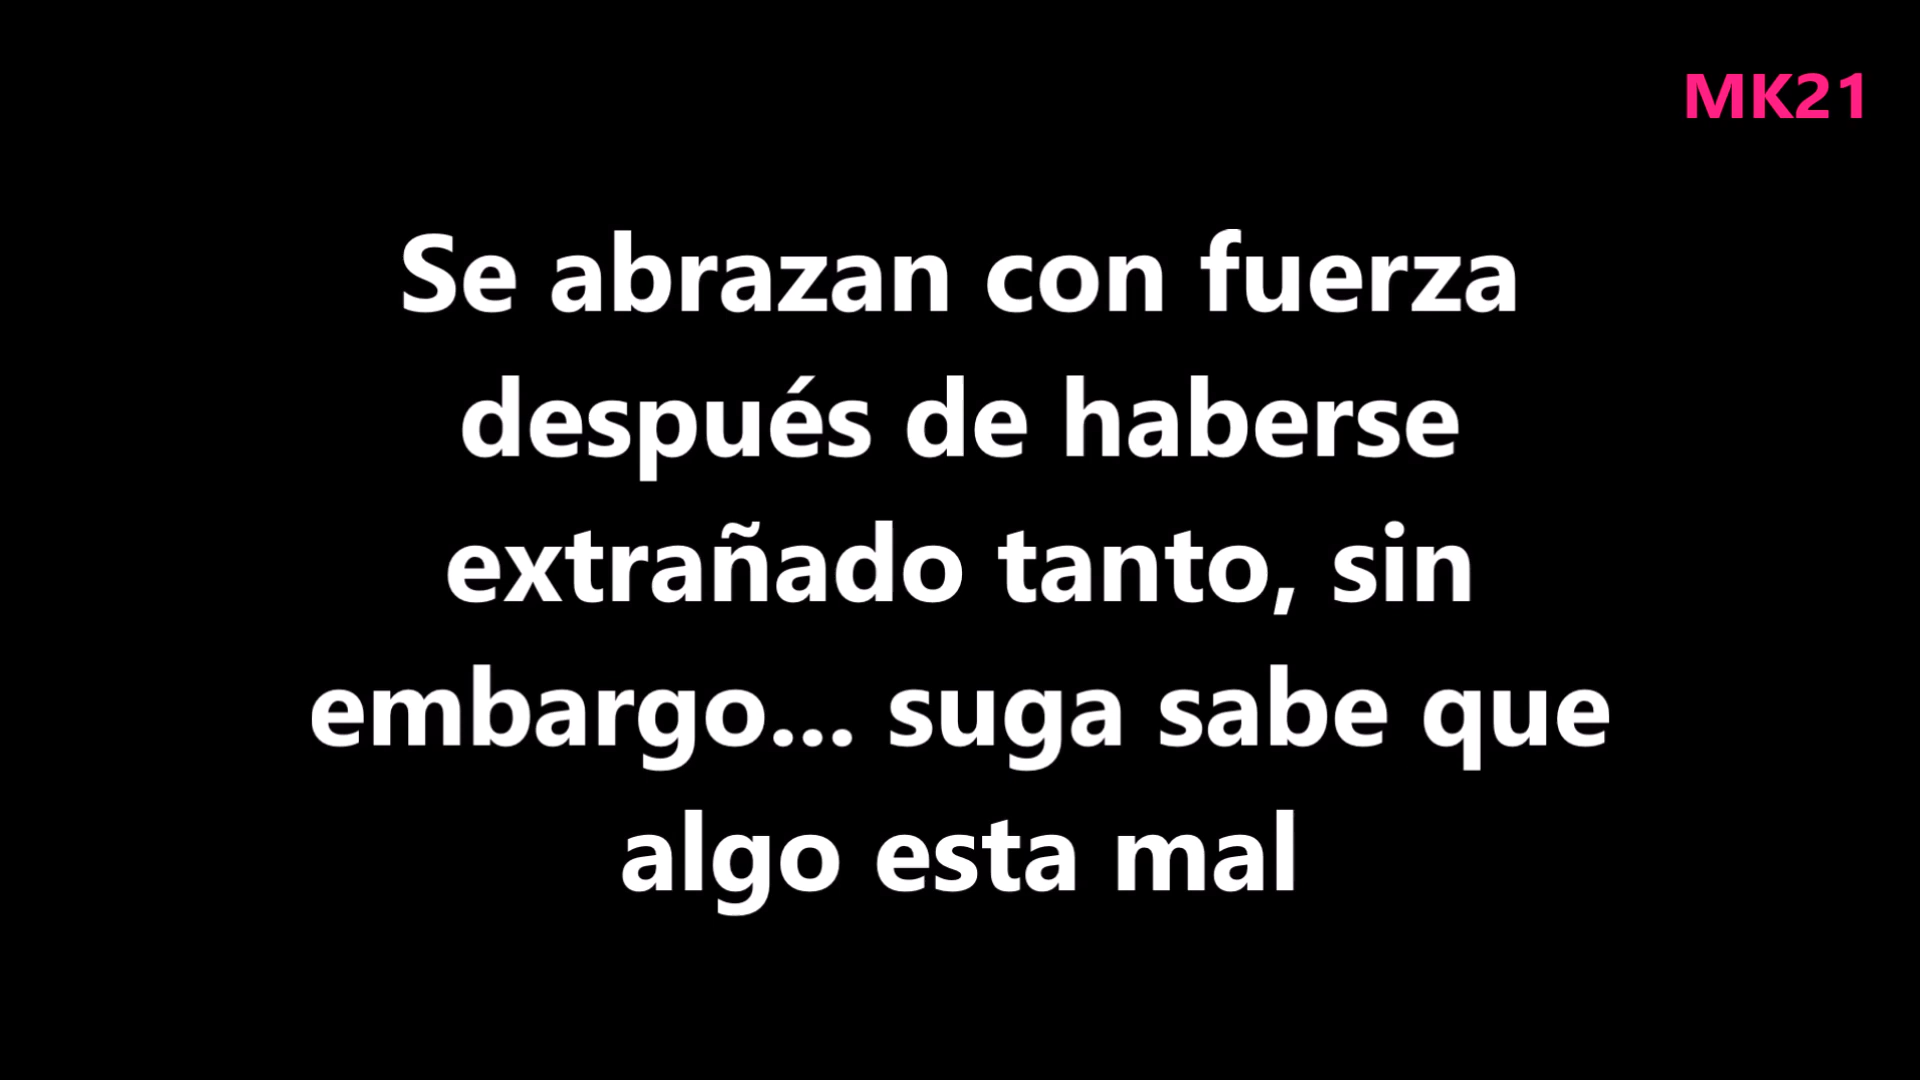 MK21
Se abrazan con fuerza
después de haberse
extrañado tanto, sin
embargo... suga sabe que
algo esta mal